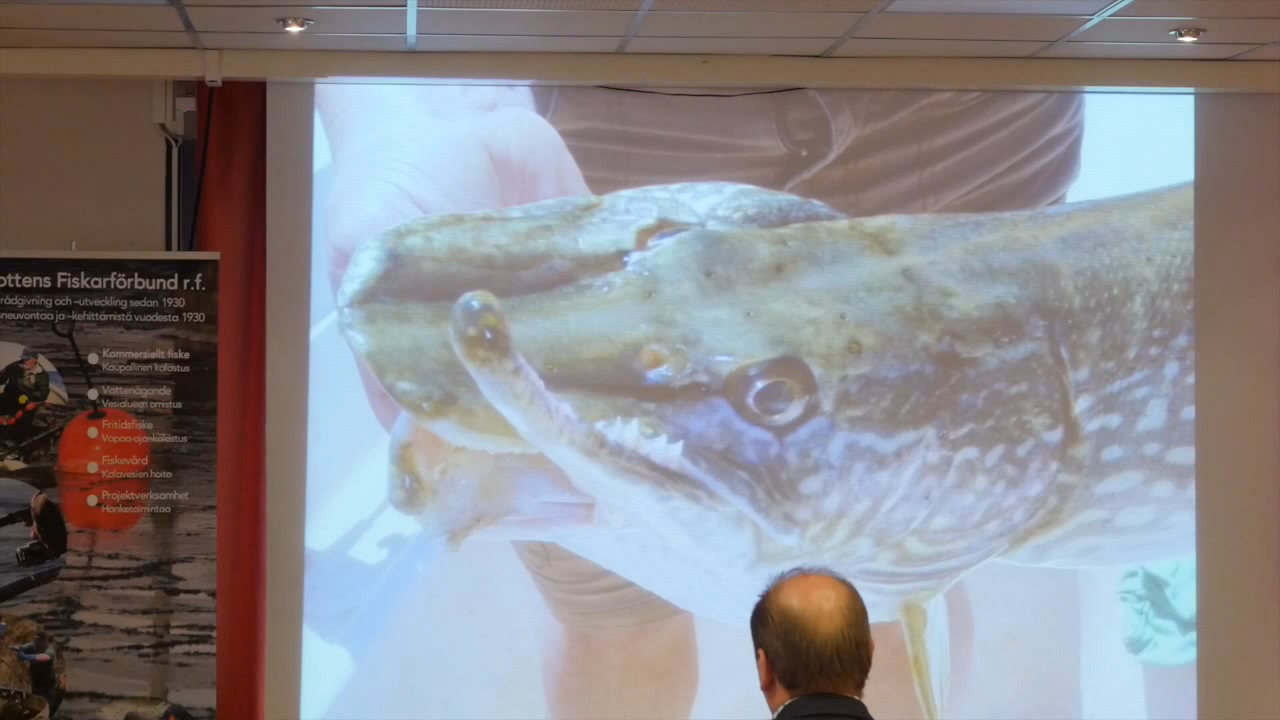 ottens Fiskarförbund r.f.
rådgivning och -utveckling sedan 1930
sneuvontaa ja -kehittämistä vuodesta 1930
Kommersiellt fiske
Kaupallinen kalastus
Vattenägande
Vesialueen omistus
Fritidsfiske
Vapaa-ajankalastus
Fiskevård
Kalavesien hoito
Projektverksamhet
Hanketoimintaa